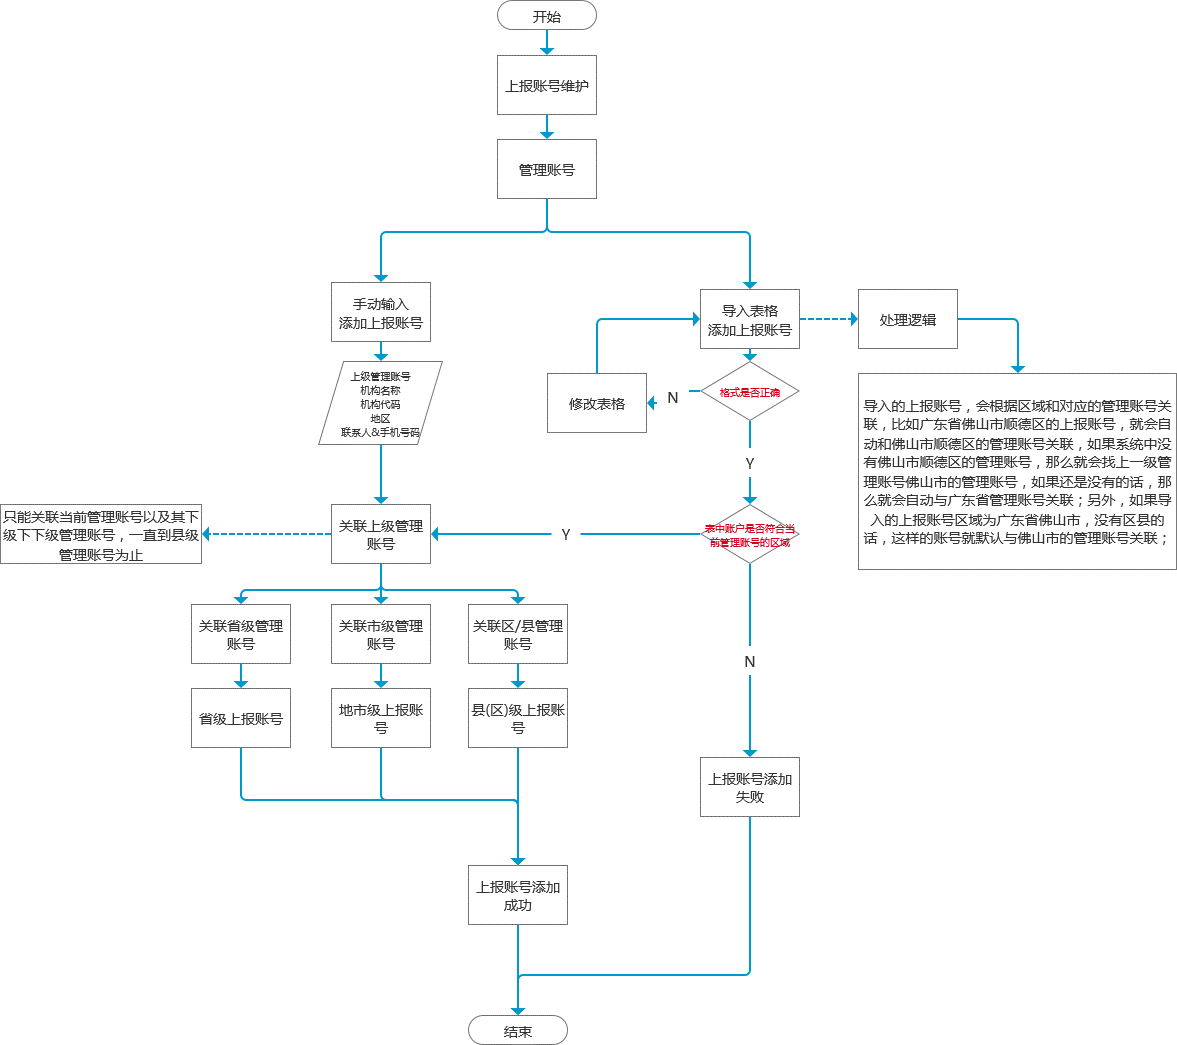 开始
上报账号维护
管理账号
手动输入
添加上报账号
导入表格
添加上报账号
处理逻辑
上级管理账号
机构名称
机构代码
地区
联系人&手机号码
修改表格
N
格式是否正确
导入的上报账号，会根据区域和对应的管理账号关
联，比如广东省佛山市顺德区的上报账号，就会自
动和佛山市顺德区的管理账号关联，如果系统中没
有佛山市顺德区的管理账号，那么就会找上一级管
理账号佛山市的管理账号，如果还是没有的话，那
么就会自动与广东省管理账号关联；另外，如果导
入的上报账号区域为广东省佛山市，没有区县的
话，这样的账号就默认与佛山市的管理账号关联；
Y
只能关联当前管理账号以及其下
级下下级管理账号，一直到县级
管理账号为止
关联上级管理
账号
Y
表中账户是否符合当
前管理账号的区域
关联省级管理
账号
关联市级管理
账号
关联区/县管理
账号
N
省级上报账号
地市级上报账
号
县(区)级上报账
号
上报账号添加
失败
上报账号添加
成功
结束